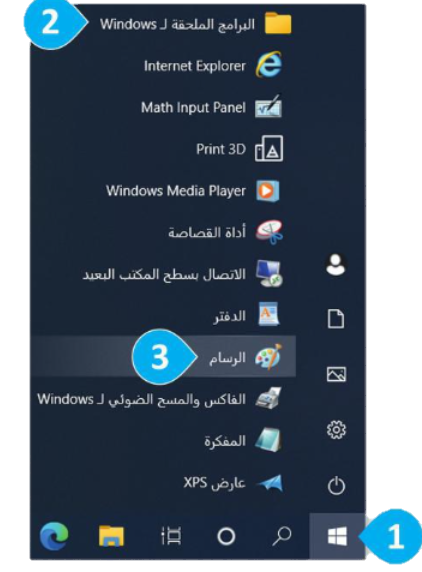 2
البرامج الملحقة لـ Windows
Internet Explorer
Math Input Panel
Print 3D
Windows Media Player
أداة القصاصة
الاتصال بسطح المكتب البعيد
الدفتر
الرسام
3
الفاكس والمسح الضوئي لـ Windows
المفكرة
عارض XPS
1